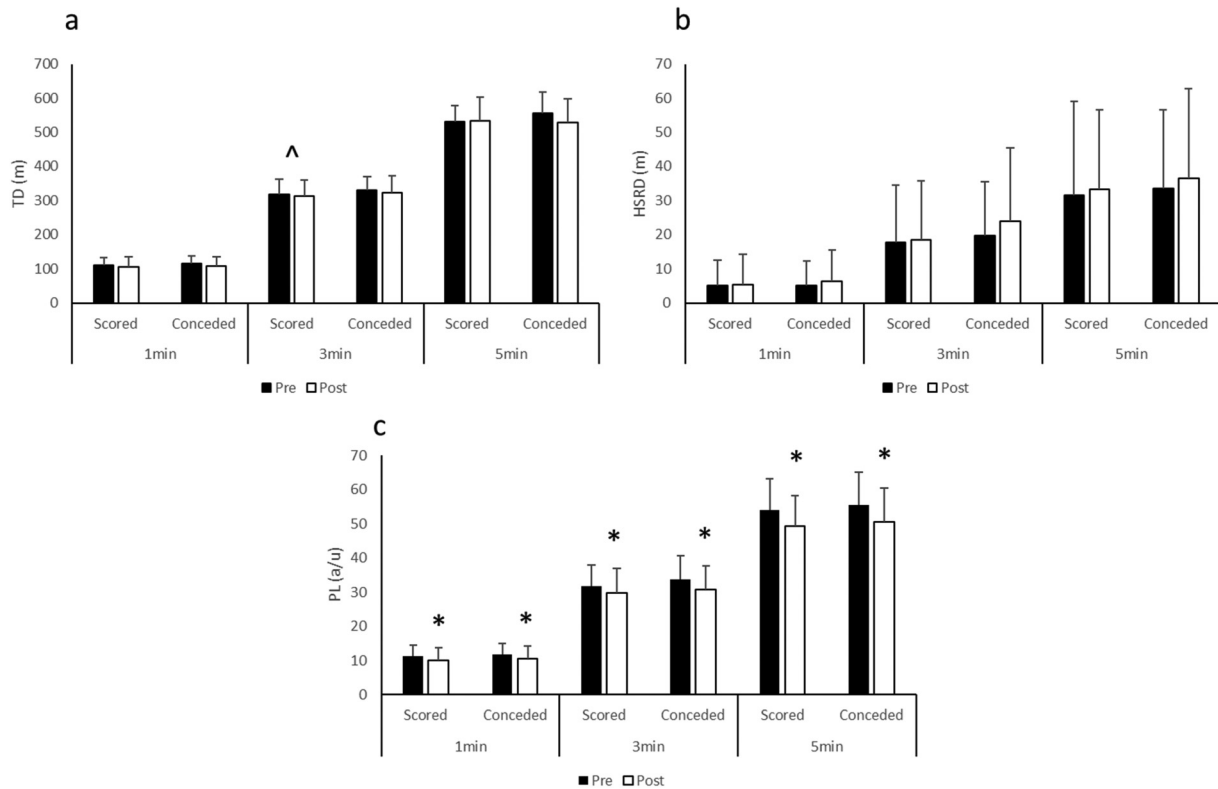 a
700
600
500
400
300
200
100
0
TD (m)
^
Scored Conceded Scored Conceded Scored Conceded
1min 3min 5min
Pre Post
b
70
60
50
40
30
20
10
0
HSRD (m)
Scored Conceded Scored Conceded Scored Conceded
1min 3min 5min
Pre Post
c
70
60
50
40
30
20
10
0
PL (a/u)
* * * * * *
Scored Conceded Scored Conceded Scored Conceded
1min 3min 5min
Pre Post